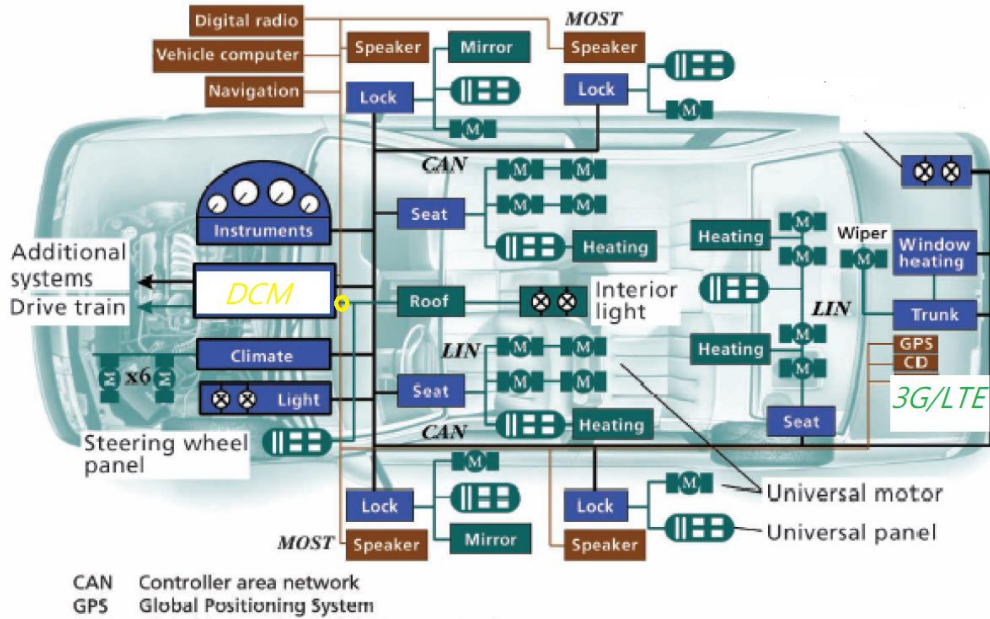 Digital radio
MOST
Speaker
Mirror
Speaker
Vehicle computer
Navigation
Lock
Lock
M
M
CAN
M
M
Seat
M
M
Instruments
Heating
Heating
M
Wiper
M
M
Window
heating
Additional
systems
DCM
Drive train
Roof
Interior
light
LIN
Trunk
GPS
CD
3G/LTE
Climate
M
x6
M
LIN
M
M
Heating
M
M
Seat
M
M
Light
CAN
Heating
Seat
Steering wheel
panel
M
Lock
Lock
M
Universal motor
Universal panel
MOST
Speaker
Mirror
Speaker
CAN Controller area network
GPS Global Positioning System